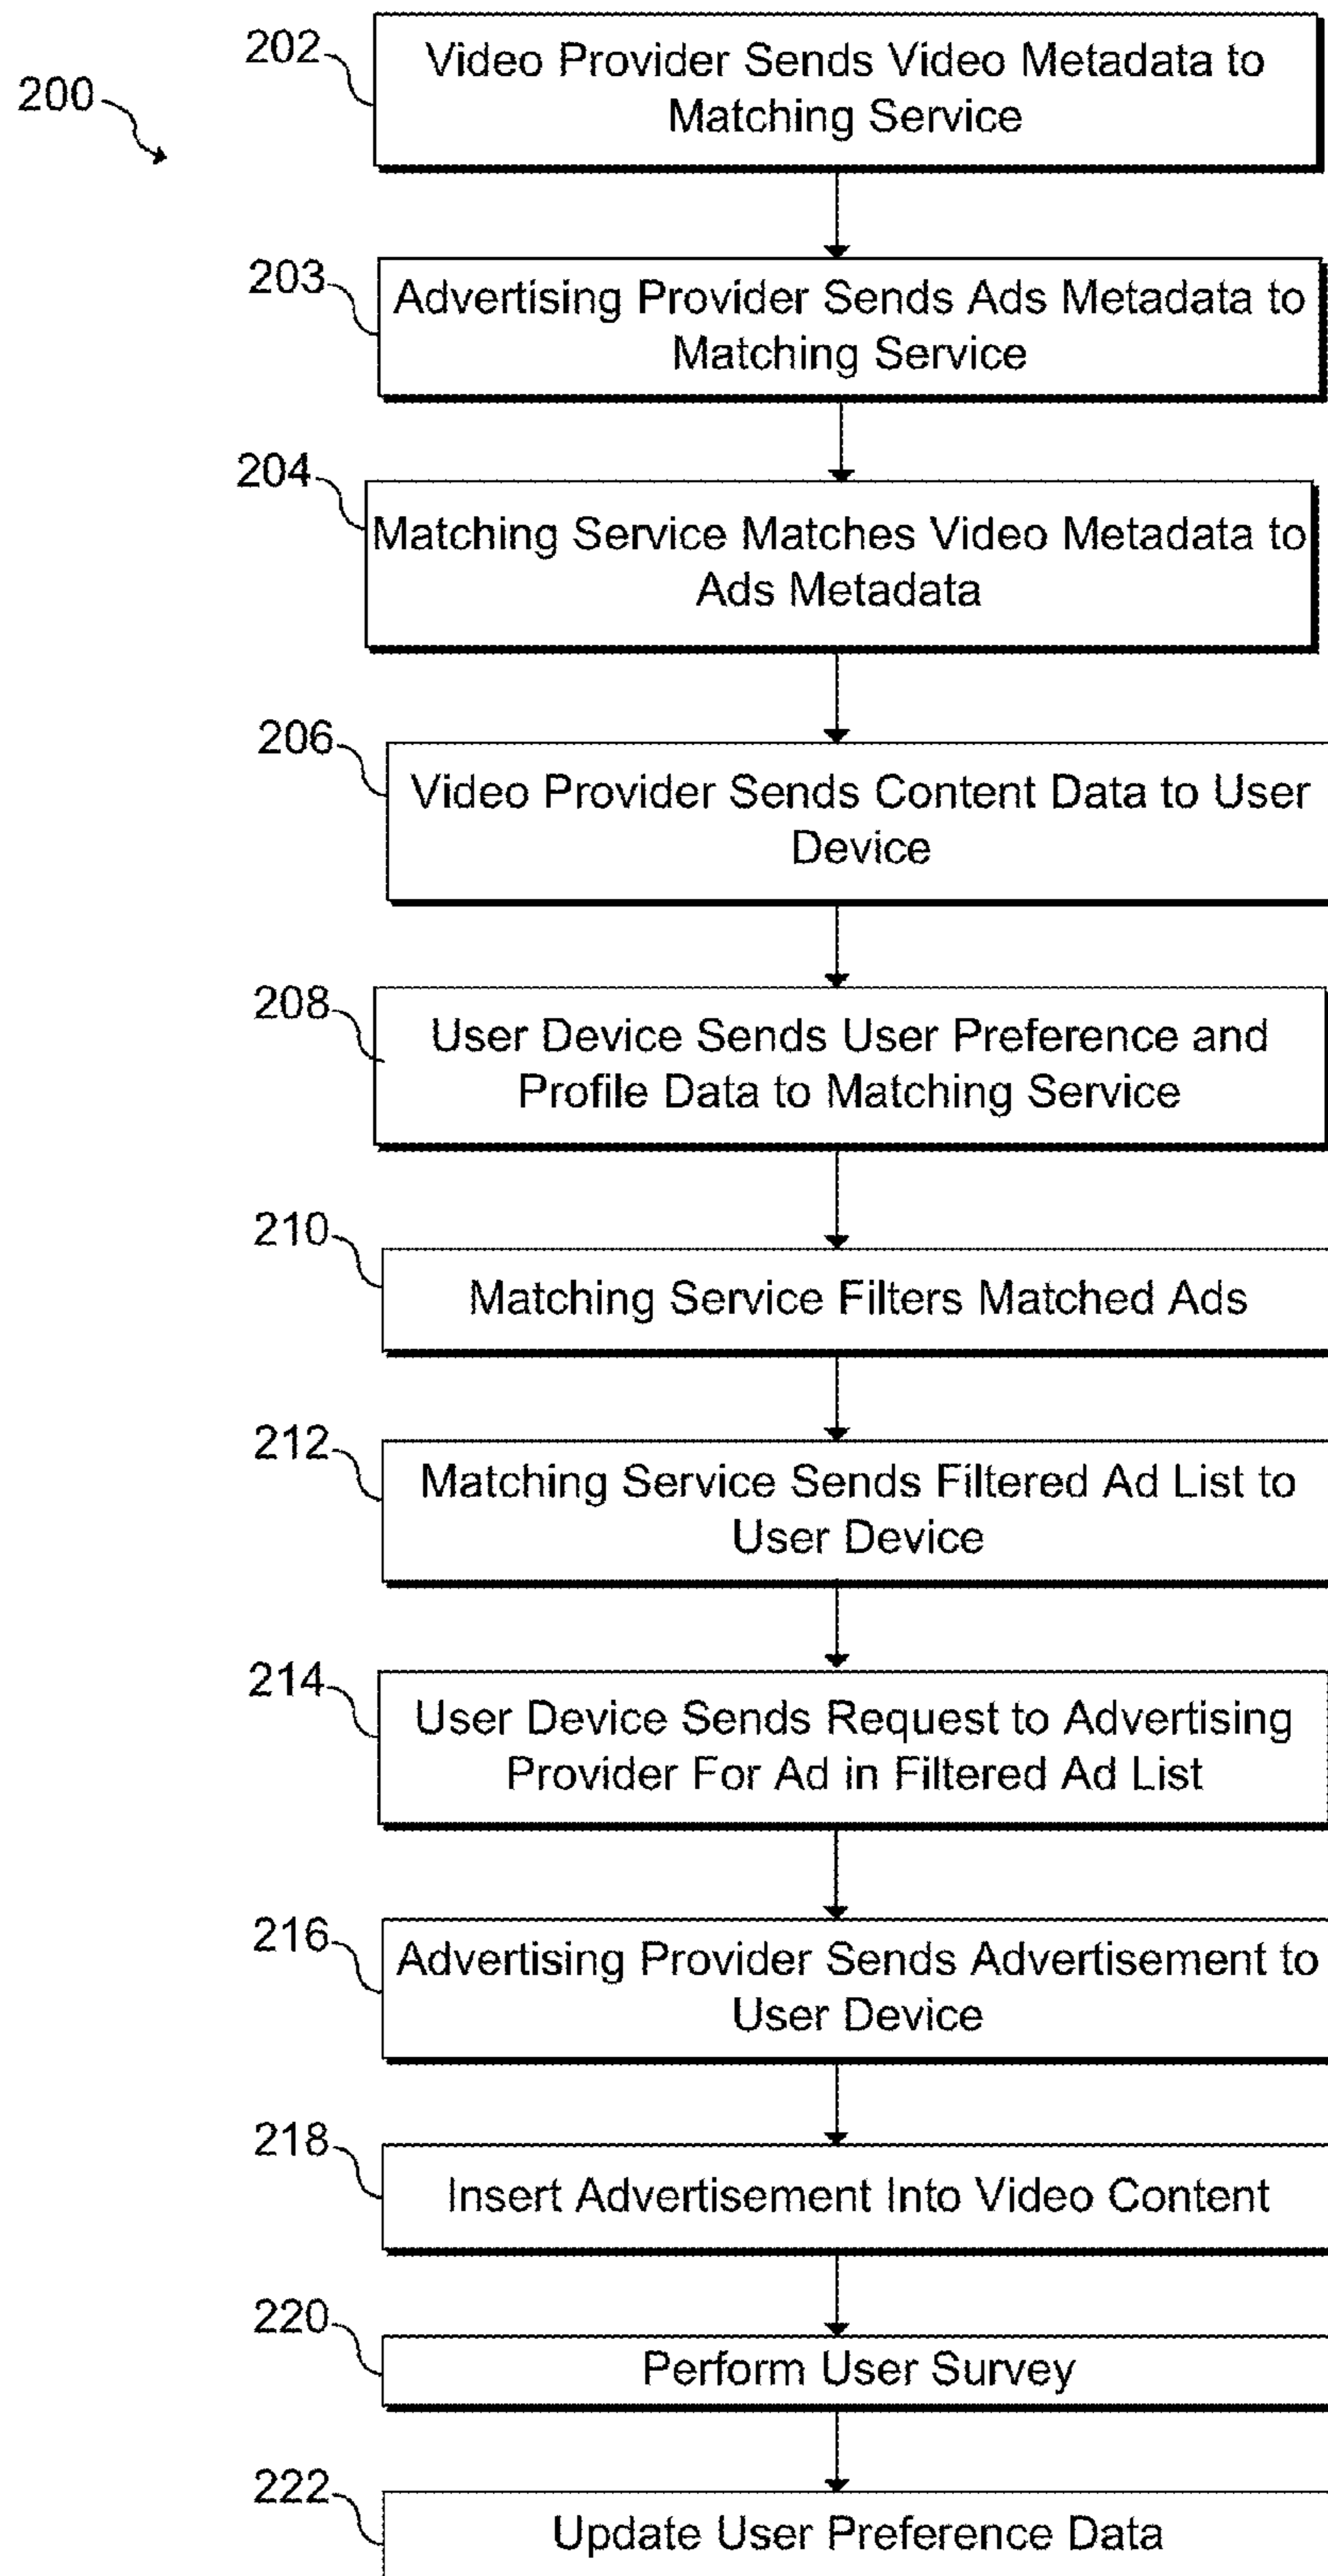 200
202
Video Provider Sends Video Metadata to
Matching Service
203
Advertising Provider Sends Ads Metadata to
Matching Service
204
Matching Service Matches Video Metadata to
Ads Metadata
206
Video Provider Sends Content Data to User
Device
208
User Device Sends User Preference and
Profile Data to Matching Service
210
Matching Service Filters Matched Ads
212
Matching Service Sends Filtered Ad List to
User Device
214
User Device Sends Request to Advertising
Provider For Ad in Filtered Ad List
216
Advertising Provider Sends Advertisement to
User Device
218
Insert Advertisement Into Video Content
220
Perform User Survey
222
Update User Preference Data